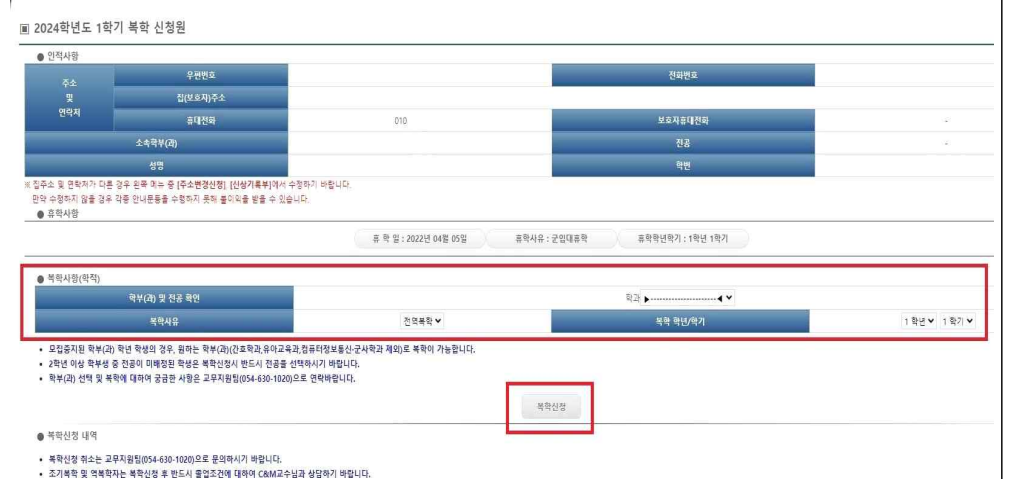 ▣ 2024학년도 1학기 복학 신청원
● 인적사항
주소 및 연락처 우편번호 전화번호
집(보호자)주소
휴대전화 010 보호자휴대전화 -
소속학부(과) 전공 -
성명 학번
※ 집주소 및 연락처가 다른 경우 왼쪽 메뉴 중 [주소변경신청], [신상기록부]에서 수정하기 바랍니다.
만약 수정하지 않을 경우 각종 안내문등을 수령하지 못해 불이익을 받을 수 있습니다.
● 휴학사항
휴 학 일 : 2022년 04월 05일 휴학사유 : 군입대휴학 휴학학년학기 : 1학년 1학기
● 복학사항(학적)
학부(과) 및 전공 확인 학과 ▶----------------------◀
복학사유 전역복학 복학 학년/학기 1 학년 1 학기
• 모집중지된 학부(과) 학년 학생의 경우, 원하는 학부(과)(간호학과,유아교육과,컴퓨터정보통신·군사학과 제외)로 복학이 가능합니다.
• 2학년 이상 학부생 중 전공이 미배정된 학생은 복학신청시 반드시 전공을 선택하시기 바랍니다.
• 학부(과) 선택 및 복학에 대하여 궁금한 사항은 교무지원팀(054-630-1020)으로 연락바랍니다.
복학신청
● 복학신청 내역
• 복학신청 취소는 교무지원팀(054-630-1020)으로 문의하시기 바랍니다.
• 조기복학 및 역복학자는 복학신청 후 반드시 졸업조건에 대하여 C&M교수님과 상담하기 바랍니다.